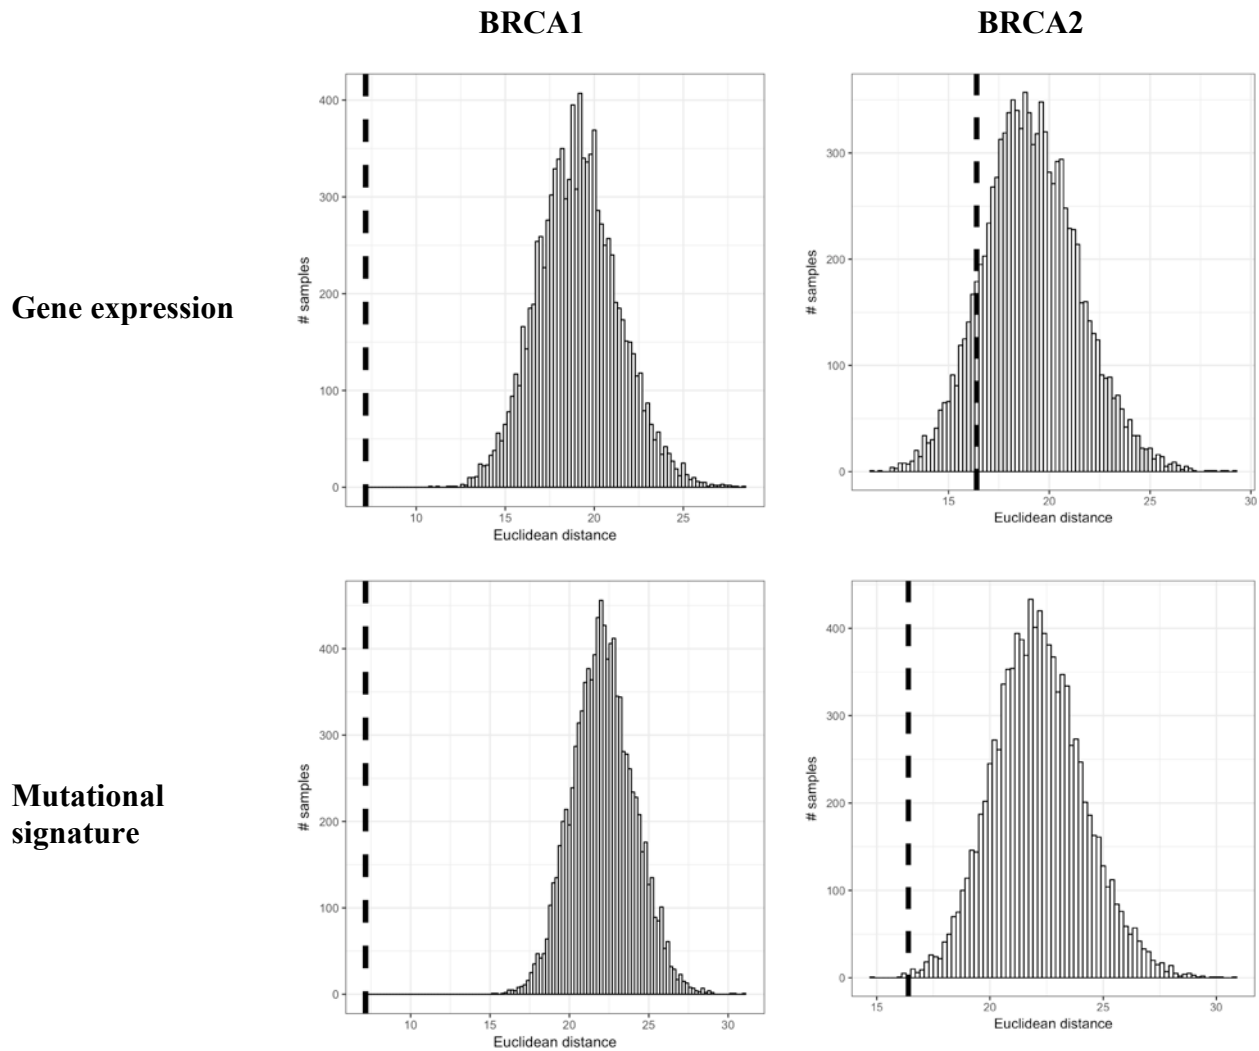 BRCA1 BRCA2
Gene expression
# samples
400
300
200
100
0
10 15 20 25
Euclidean distance
# samples
300
200
100
0
15 20 25 30
Euclidean distance
Mutational
signature
# samples
400
300
200
100
0
10 15 20 25 30
Euclidean distance
# samples
400
300
200
100
0
15 20 25 30
Euclidean distance